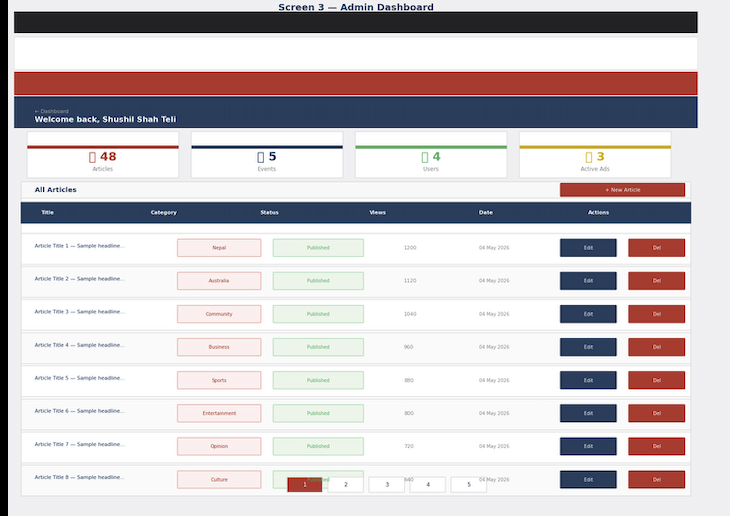 Screen 3 — Admin Dashboard
← Dashboard
Welcome back, Shushil Shah Teli
48 5 4 3
Articles Events Users Active Ads
All Articles + New Article
Title Category Status Views Date Actions
Article Title 1 — Sample headline... Nepal Published 1200 04 May 2026 Edit Del
Article Title 2 — Sample headline... Australia Published 1120 04 May 2026 Edit Del
Article Title 3 — Sample headline... Community Published 1040 04 May 2026 Edit Del
Article Title 4 — Sample headline... Business Published 960 04 May 2026 Edit Del
Article Title 5 — Sample headline... Sports Published 880 04 May 2026 Edit Del
Article Title 6 — Sample headline... Entertainment Published 800 04 May 2026 Edit Del
Article Title 7 — Sample headline... Opinion Published 720 04 May 2026 Edit Del
Article Title 8 — Sample headline... Culture Published 640 04 May 2026 Edit Del
1 2 3 4 5